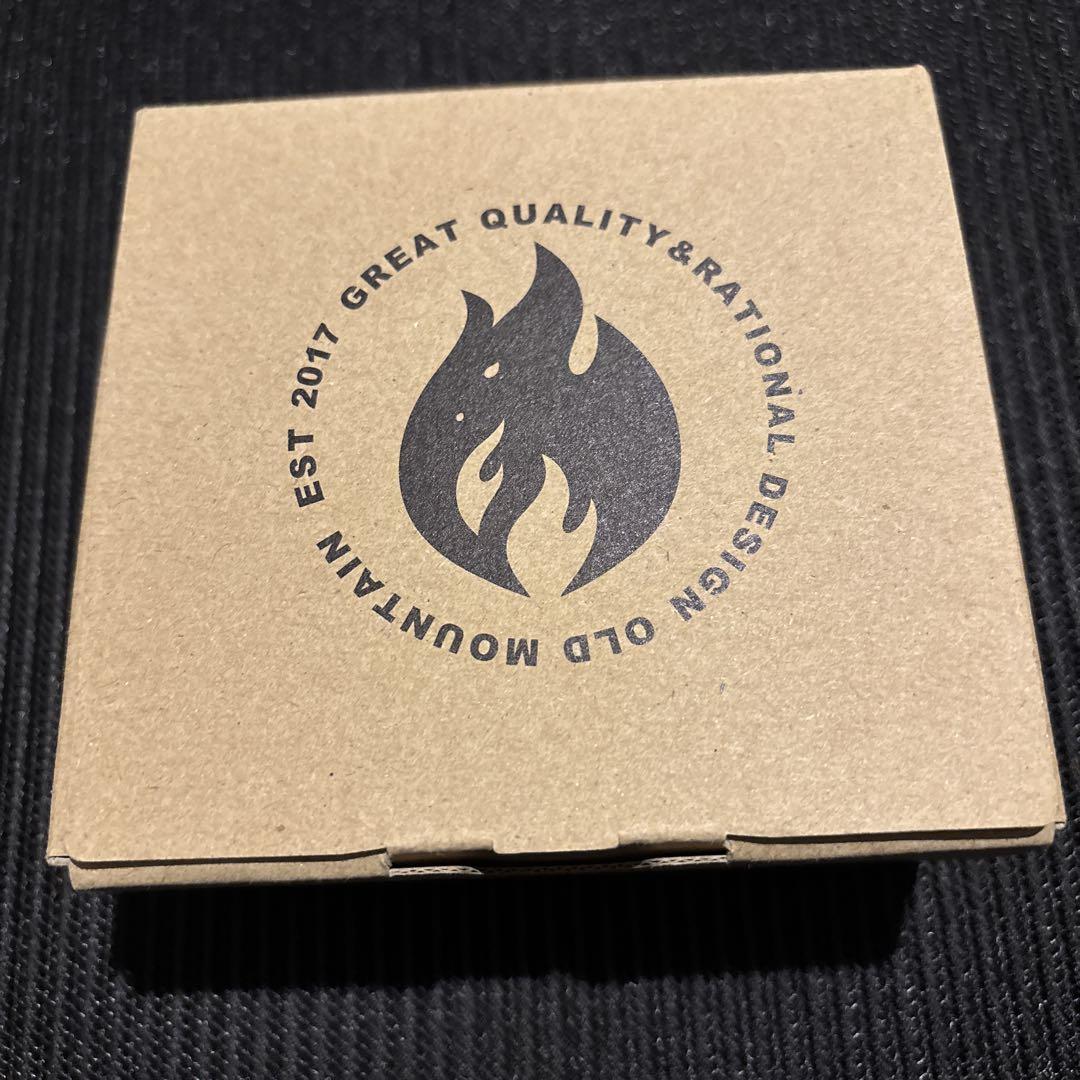 GREAT QUALITY&RATIONAL DESIGN OLD MOUNTAIN EST 2017